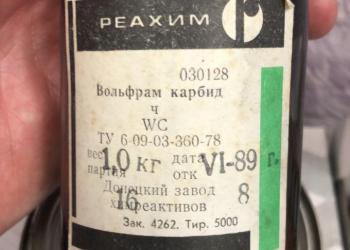 РЕАХИМ
030128
Вольфрам карбид
ч
WC
ТУ 6-09-03-360-78
вес 1,0 кг дата VI-89 г.
партия 16 отк 8
Донецкий завод
химреактивов
Зак. 4262. Тир. 5000